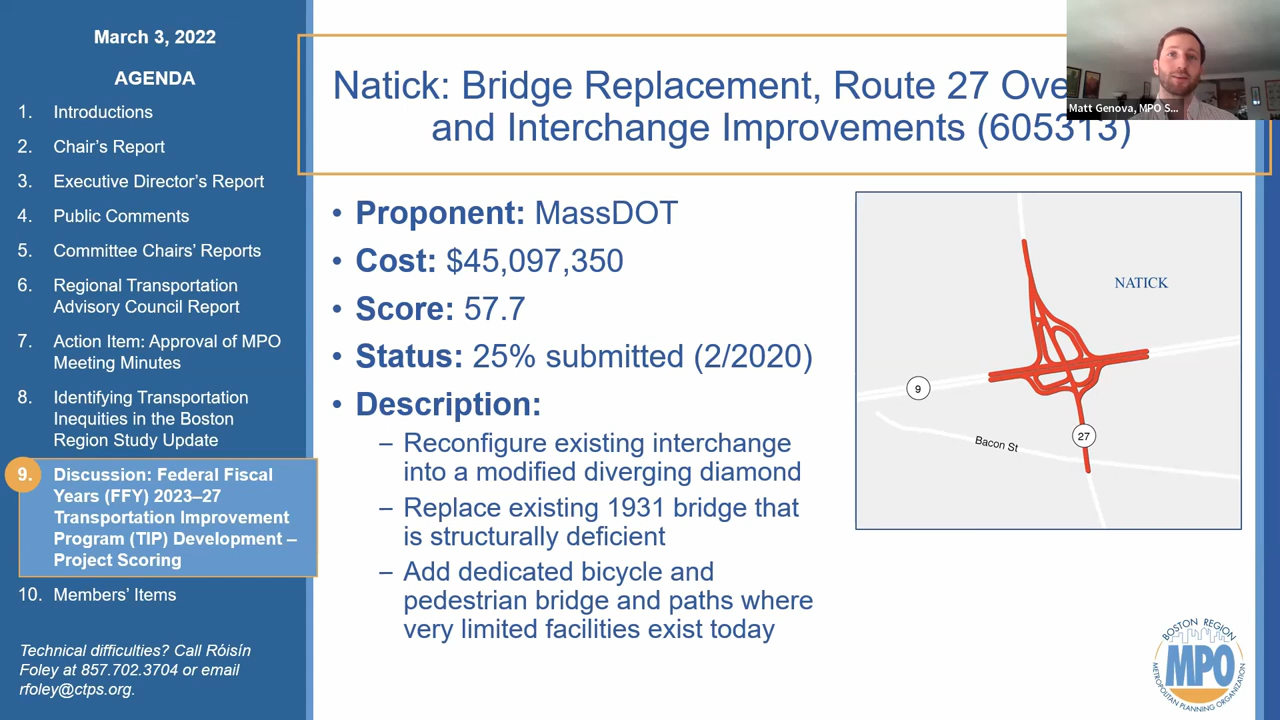 March 3, 2022
AGENDA
1. Introductions
2. Chair's Report
3. Executive Director's Report
4. Public Comments
5. Committee Chairs' Reports
6. Regional Transportation
Advisory Council Report
7. Action Item: Approval of MPO
Meeting Minutes
8. Identifying Transportation
Inequities in the Boston
Region Study Update
9. Discussion: Federal Fiscal
Years (FFY) 2023–27
Transportation Improvement
Program (TIP) Development –
Project Scoring
10. Members' Items
Technical difficulties? Call Róisín
Foley at 857.702.3704 or email
rfoley@ctps.org.
Natick: Bridge Replacement, Route 27 Ove
and Interchange Improvements (605313)
Matt Genova, MPO S...
• Proponent: MassDOT
• Cost: $45,097,350
• Score: 57.7
• Status: 25% submitted (2/2020)
• Description:
– Reconfigure existing interchange
into a modified diverging diamond
– Replace existing 1931 bridge that
is structurally deficient
– Add dedicated bicycle and
pedestrian bridge and paths where
very limited facilities exist today
NATICK
9
27
Bacon St
BOSTON REGION
MPO
METROPOLITAN PLANNING ORGANIZATION